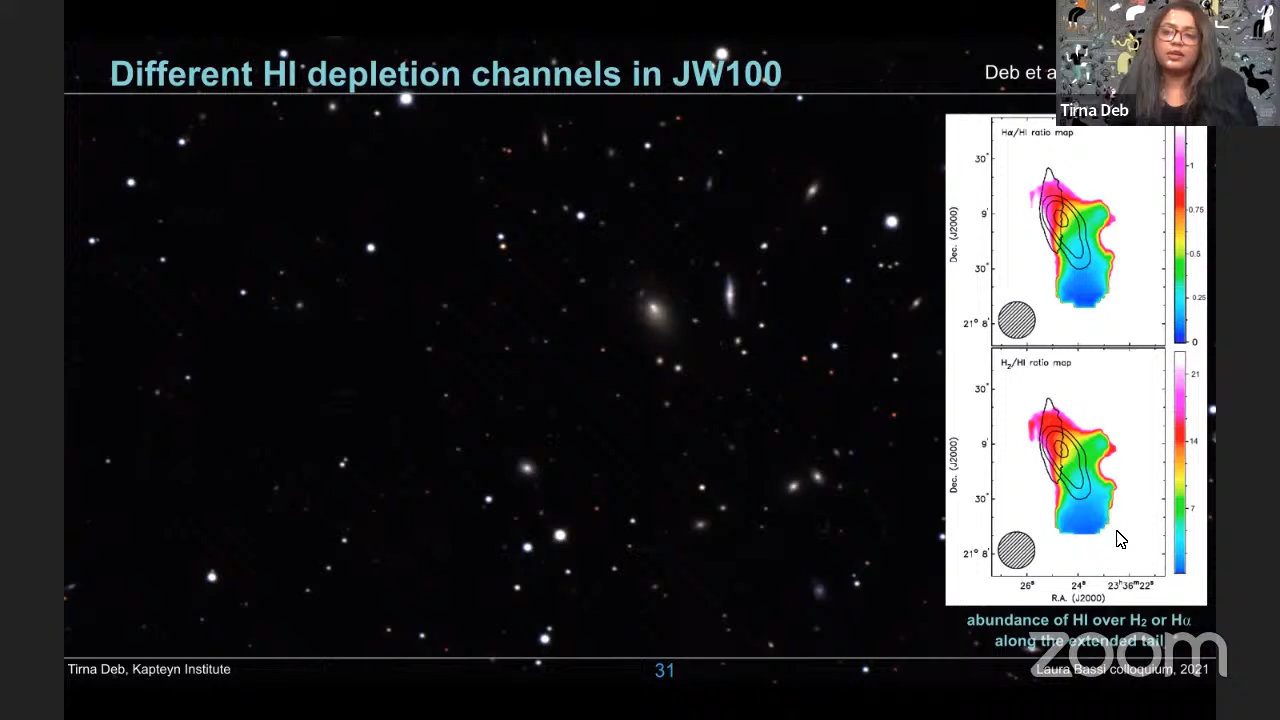 Different HI depletion channels in JW100
Deb et a
Tirna Deb
Hα/HI ratio map
30"
9'
30"
21° 8'
Dec. (J2000)
1
0.75
0.5
0.25
0
H₂/HI ratio map
30"
9'
30"
21° 8'
Dec. (J2000)
21
14
7
26ˢ
24ˢ
23ʰ36ᵐ22ˢ
R.A. (J2000)
abundance of HI over H₂ or Hα
along the extended tail
zoom
Tirna Deb, Kapteyn Institute
31
Laura Bassi colloquium, 2021